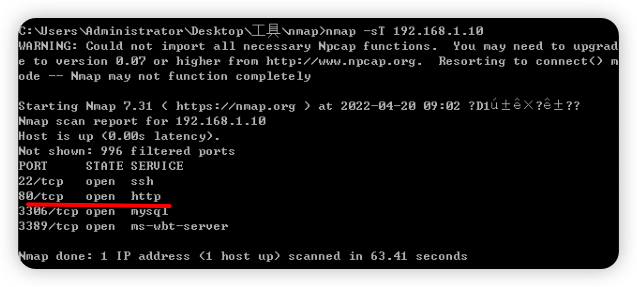 C:\Users\Administrator\Desktop\工具\nmap>nmap -sT 192.168.1.10
WARNING: Could not import all necessary Npcap functions.  You may need to upgrad
e to version 0.07 or higher from http://www.npcap.org.  Resorting to connect() m
ode -- Nmap may not function completely
Starting Nmap 7.31 ( https://nmap.org ) at 2022-04-20 09:02 ?D1ú±ê×?ê±??
Nmap scan report for 192.168.1.10
Host is up (0.00s latency).
Not shown: 996 filtered ports
PORT     STATE SERVICE
22/tcp   open  ssh
80/tcp   open  http
3306/tcp open  mysql
3389/tcp open  ms-wbt-server
Nmap done: 1 IP address (1 host up) scanned in 63.41 seconds